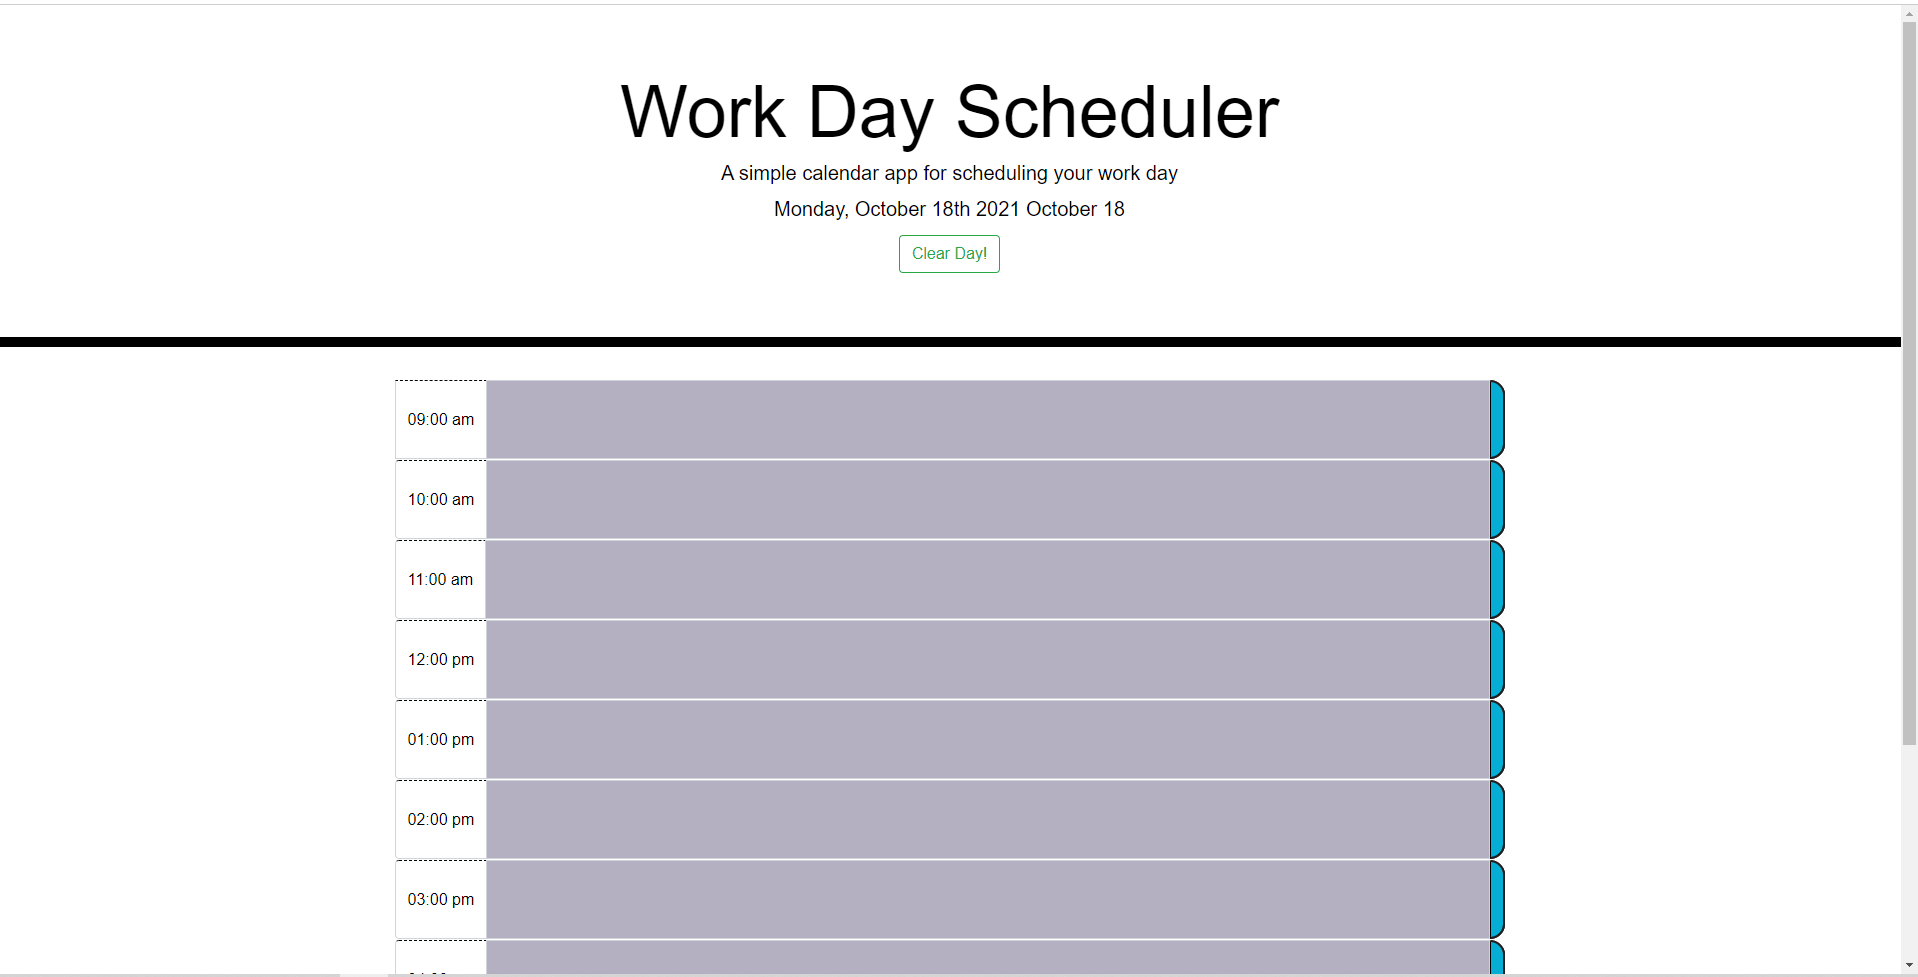 Work Day Scheduler
A simple calendar app for scheduling your work day
Monday, October 18th 2021 October 18
Clear Day!
09:00 am
10:00 am
11:00 am
12:00 pm
01:00 pm
02:00 pm
03:00 pm